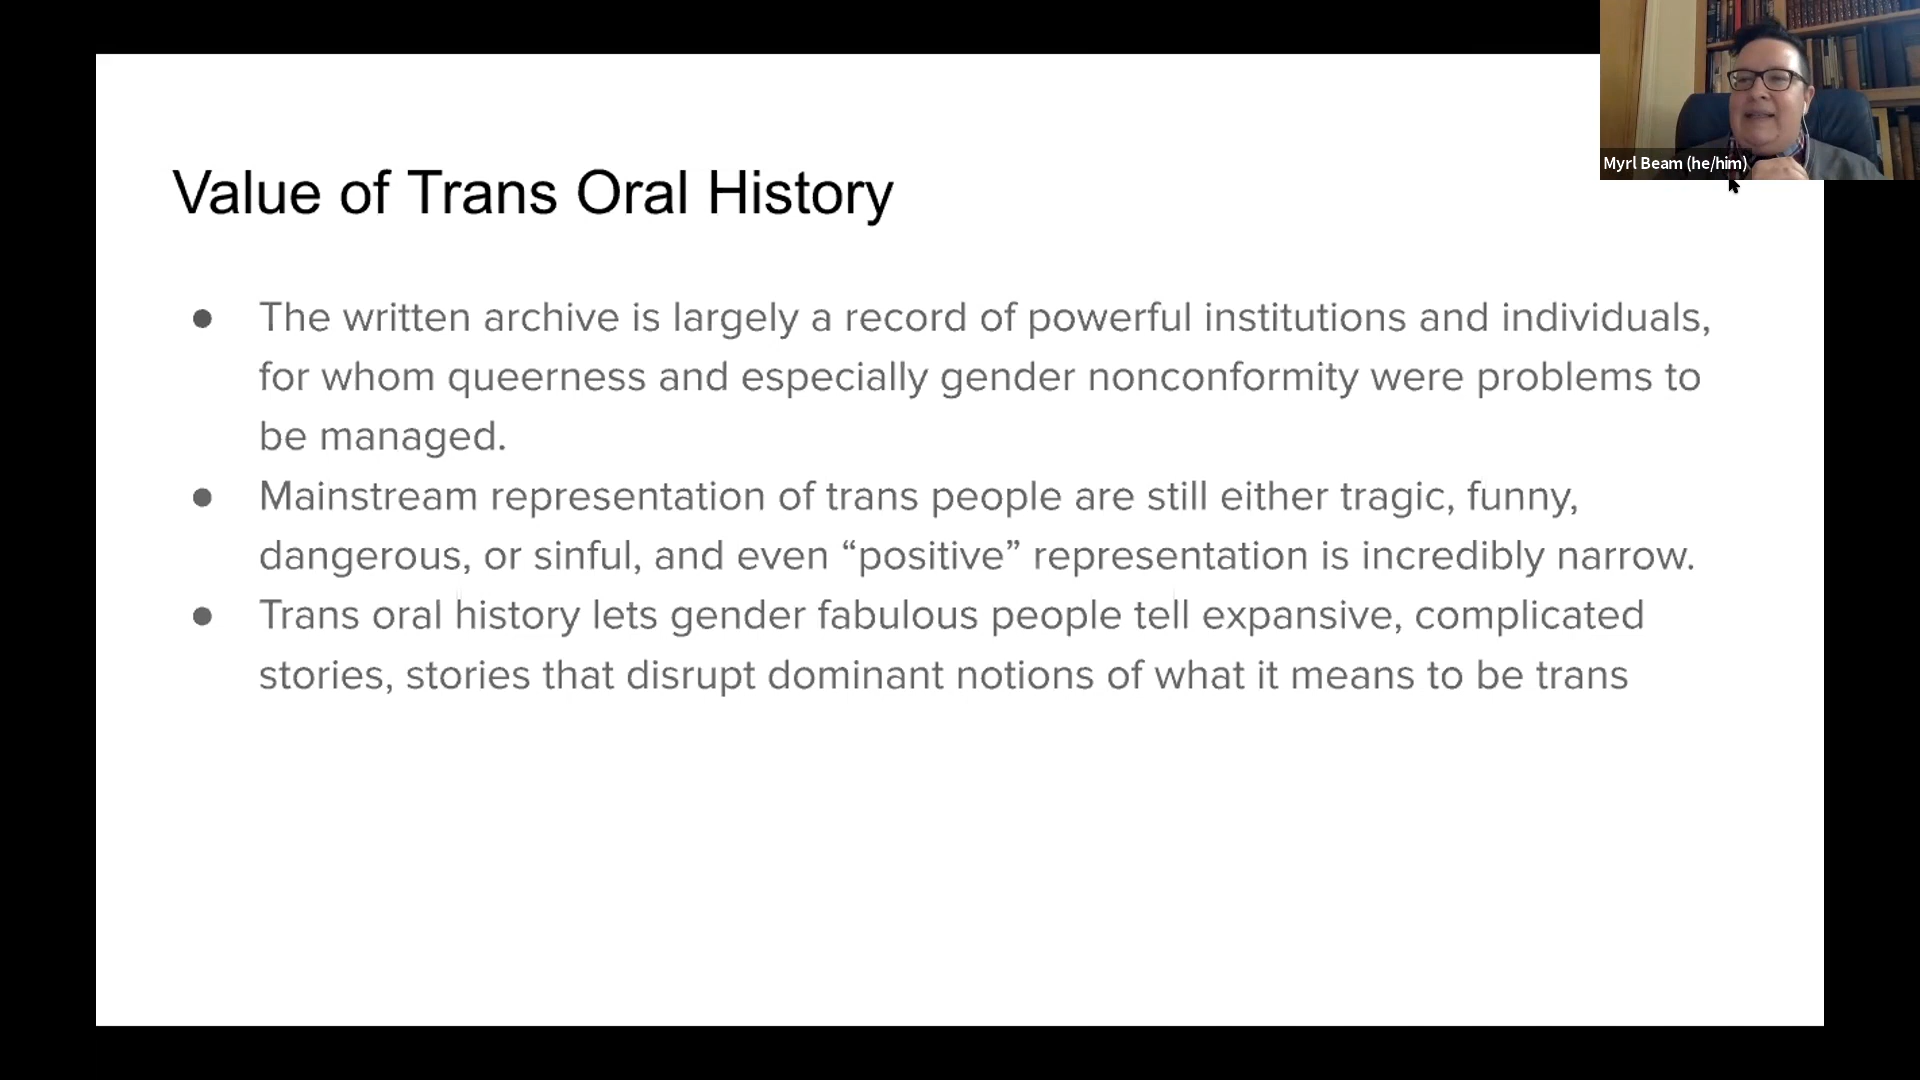 Myrl Beam (he/him)
Value of Trans Oral History
● The written archive is largely a record of powerful institutions and individuals,
for whom queerness and especially gender nonconformity were problems to
be managed.
● Mainstream representation of trans people are still either tragic, funny,
dangerous, or sinful, and even “positive” representation is incredibly narrow.
● Trans oral history lets gender fabulous people tell expansive, complicated
stories, stories that disrupt dominant notions of what it means to be trans